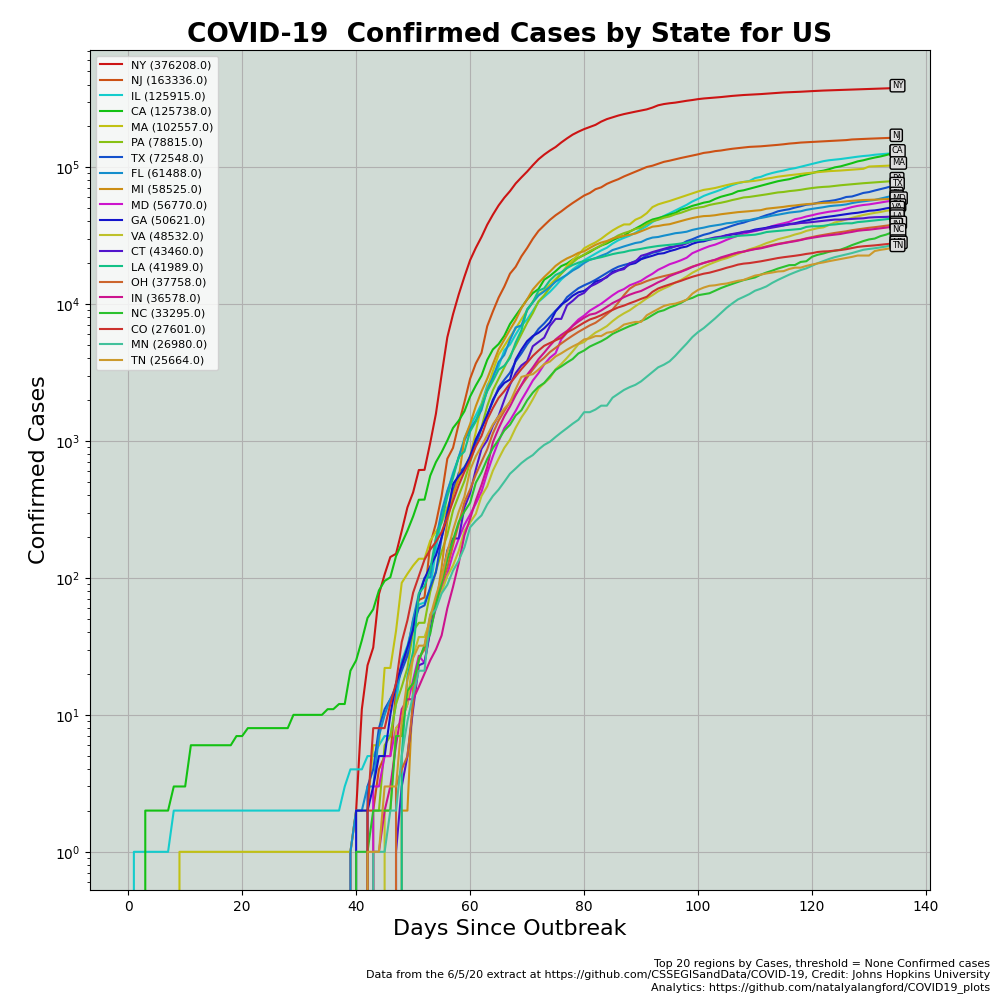 COVID-19 Confirmed Cases by State for US
NY (376208.0)
NJ (163336.0)
IL (125915.0)
CA (125738.0)
MA (102557.0)
PA (78815.0)
TX (72548.0)
FL (61488.0)
MI (58525.0)
MD (56770.0)
GA (50621.0)
VA (48532.0)
CT (43460.0)
LA (41989.0)
OH (37758.0)
IN (36578.0)
NC (33295.0)
CO (27601.0)
MN (26980.0)
TN (25664.0)
NY
NJ
CA
MA
TX
NC
TN
Confirmed Cases
10⁵
10⁴
10³
10²
10¹
10⁰
0 20 40 60 80 100 120 140
Days Since Outbreak
Top 20 regions by Cases, threshold = None Confirmed cases
Data from the 6/5/20 extract at https://github.com/CSSEGISandData/COVID-19, Credit: Johns Hopkins University
Analytics: https://github.com/natalyalangford/COVID19_plots